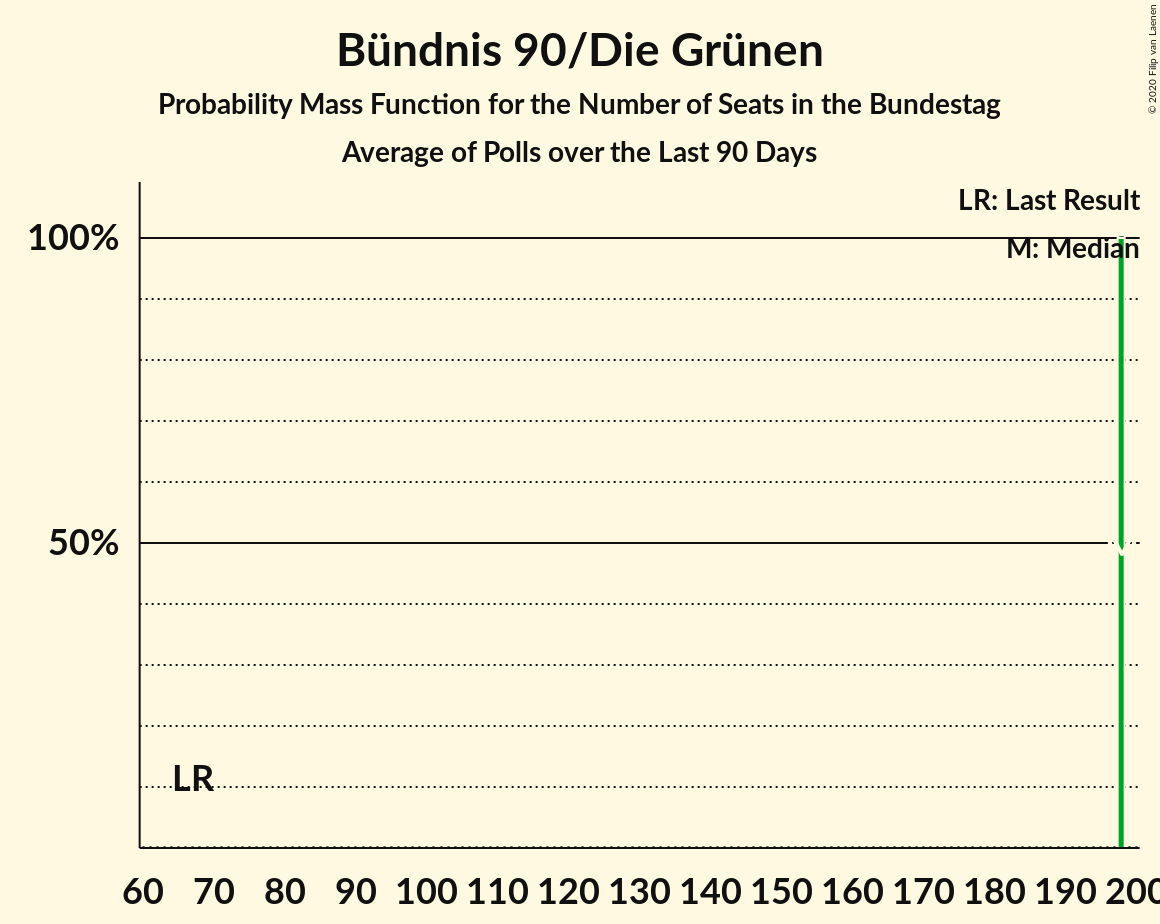 Bündnis 90/Die Grünen
Probability Mass Function for the Number of Seats in the Bundestag
Average of Polls over the Last 90 Days
© 2020 Filip van Laenen
LR: Last Result
M: Median
100%
50%
LR
60 70 80 90 100 110 120 130 140 150 160 170 180 190 200